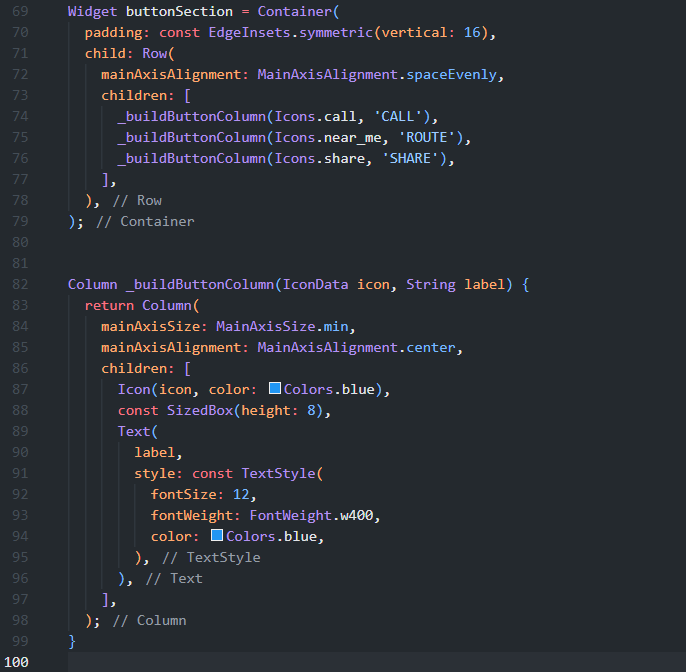 69 Widget buttonSection = Container(
70 padding: const EdgeInsets.symmetric(vertical: 16),
71 child: Row(
72 mainAxisAlignment: MainAxisAlignment.spaceEvenly,
73 children: [
74 _buildButtonColumn(Icons.call, 'CALL'),
75 _buildButtonColumn(Icons.near_me, 'ROUTE'),
76 _buildButtonColumn(Icons.share, 'SHARE'),
77 ],
78 ), // Row
79 ); // Container
80
81
82 Column _buildButtonColumn(IconData icon, String label) {
83 return Column(
84 mainAxisSize: MainAxisSize.min,
85 mainAxisAlignment: MainAxisAlignment.center,
86 children: [
87 Icon(icon, color: Colors.blue),
88 const SizedBox(height: 8),
89 Text(
90 label,
91 style: const TextStyle(
92 fontSize: 12,
93 fontWeight: FontWeight.w400,
94 color: Colors.blue,
95 ), // TextStyle
96 ), // Text
97 ],
98 ); // Column
99 }
100